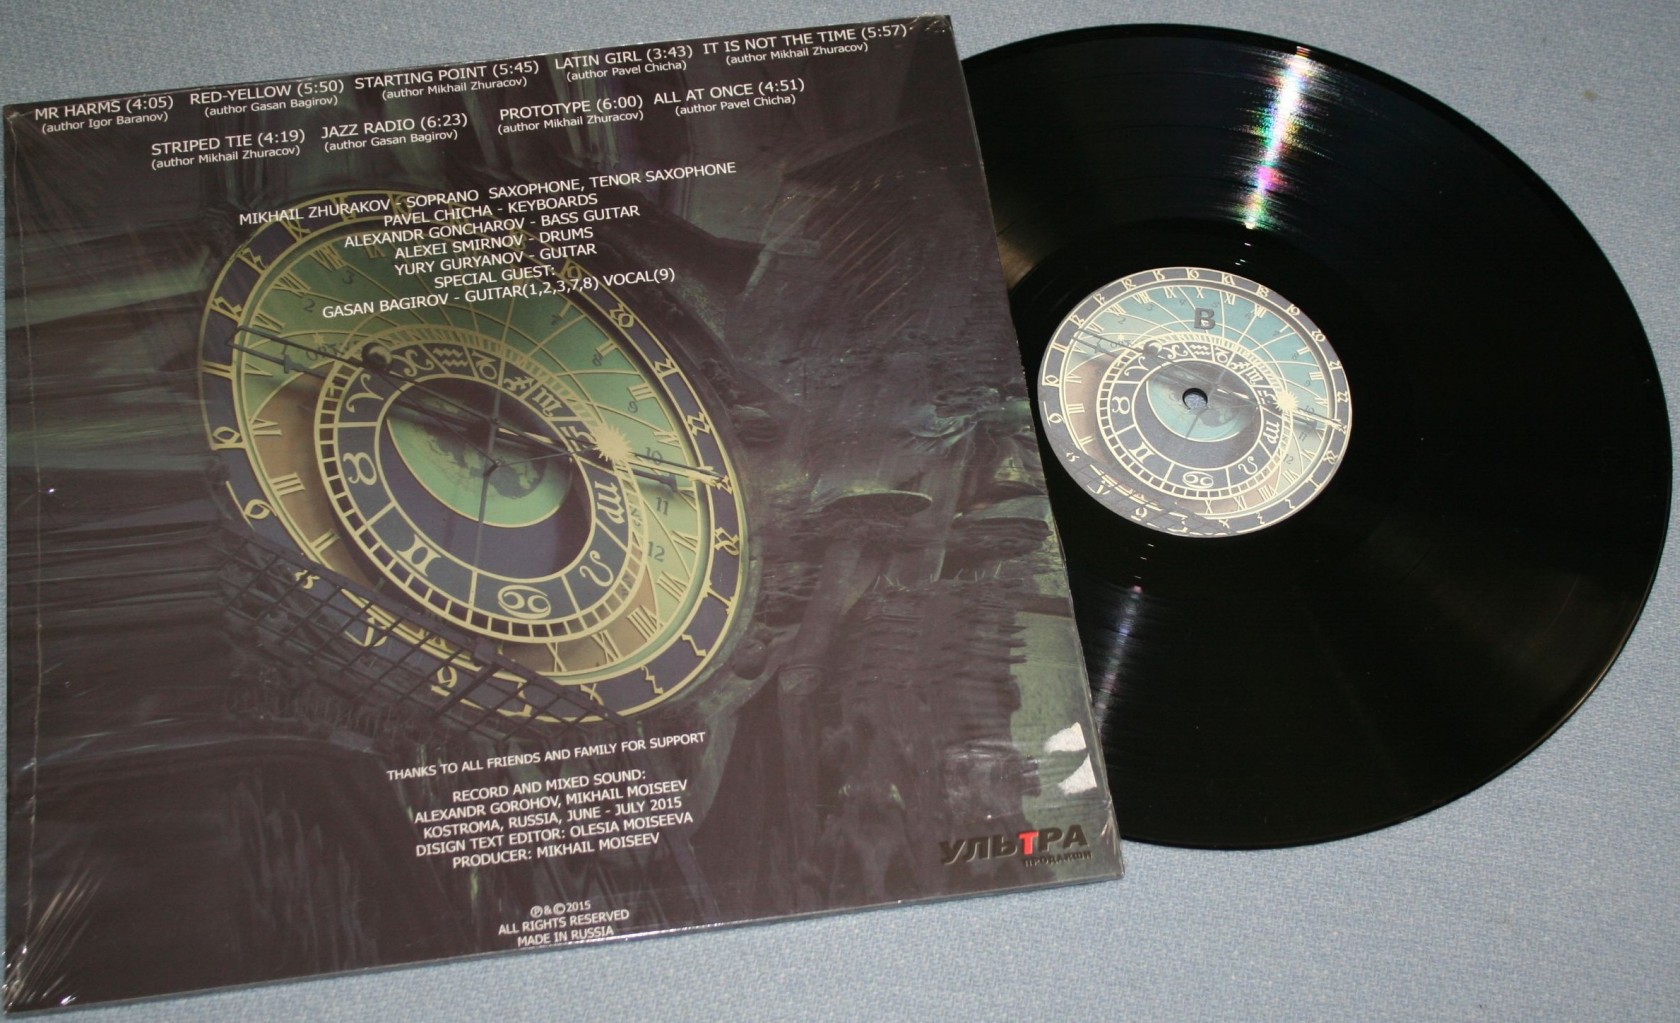 MR HARMS (4:05) RED-YELLOW (5:50) STARTING POINT (5:45) LATIN GIRL (3:43) IT IS NOT THE TIME (5:57)
(author Igor Baranov) (author Gasan Bagirov) (author Mikhail Zhuracov) (author Pavel Chicha) (author Mikhail Zhuracov)
STRIPED TIE (4:19) JAZZ RADIO (6:23) PROTOTYPE (6:00) ALL AT ONCE (4:51)
(author Mikhail Zhuracov) (author Gasan Bagirov) (author Mikhail Zhuracov) (author Pavel Chicha)
MIKHAIL ZHURAKOV - SOPRANO SAXOPHONE, TENOR SAXOPHONE
PAVEL CHICHA - KEYBOARDS
ALEXANDR GONCHAROV - BASS GUITAR
ALEXEI SMIRNOV - DRUMS
YURY GURYANOV - GUITAR
SPECIAL GUEST:
GASAN BAGIROV - GUITAR(1,2,3,7,8) VOCAL(9)
THANKS TO ALL FRIENDS AND FAMILY FOR SUPPORT
RECORD AND MIXED SOUND:
ALEXANDR GOROHOV, MIKHAIL MOISEEV
KOSTROMA, RUSSIA, JUNE - JULY 2015
DISIGN TEXT EDITOR: OLESIA MOISEEVA
PRODUCER: MIKHAIL MOISEEV
УЛЬТРА
ПРОДАКШН
℗&©2015
ALL RIGHTS RESERVED
MADE IN RUSSIA
B